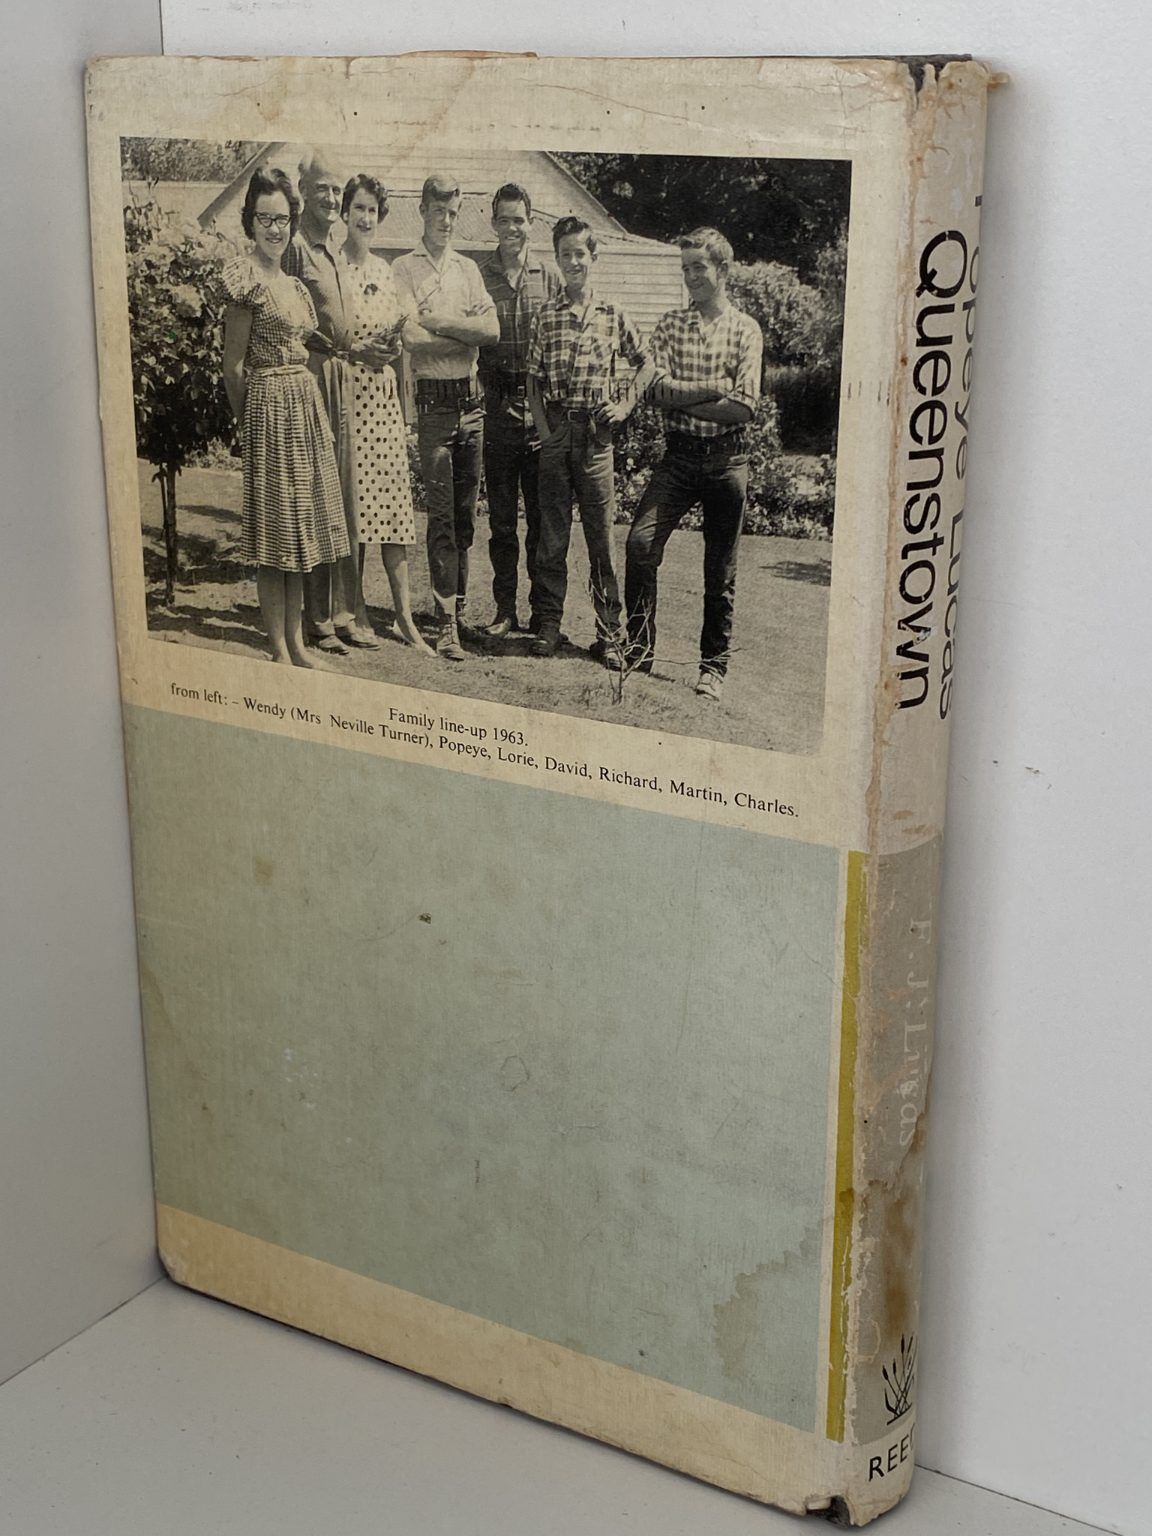 Family line-up 1963.
from left: – Wendy (Mrs Neville Turner), Popeye, Lorie, David, Richard, Martin, Charles.
Popeye Lucas
Queenstown
F. J. Lucas
REED